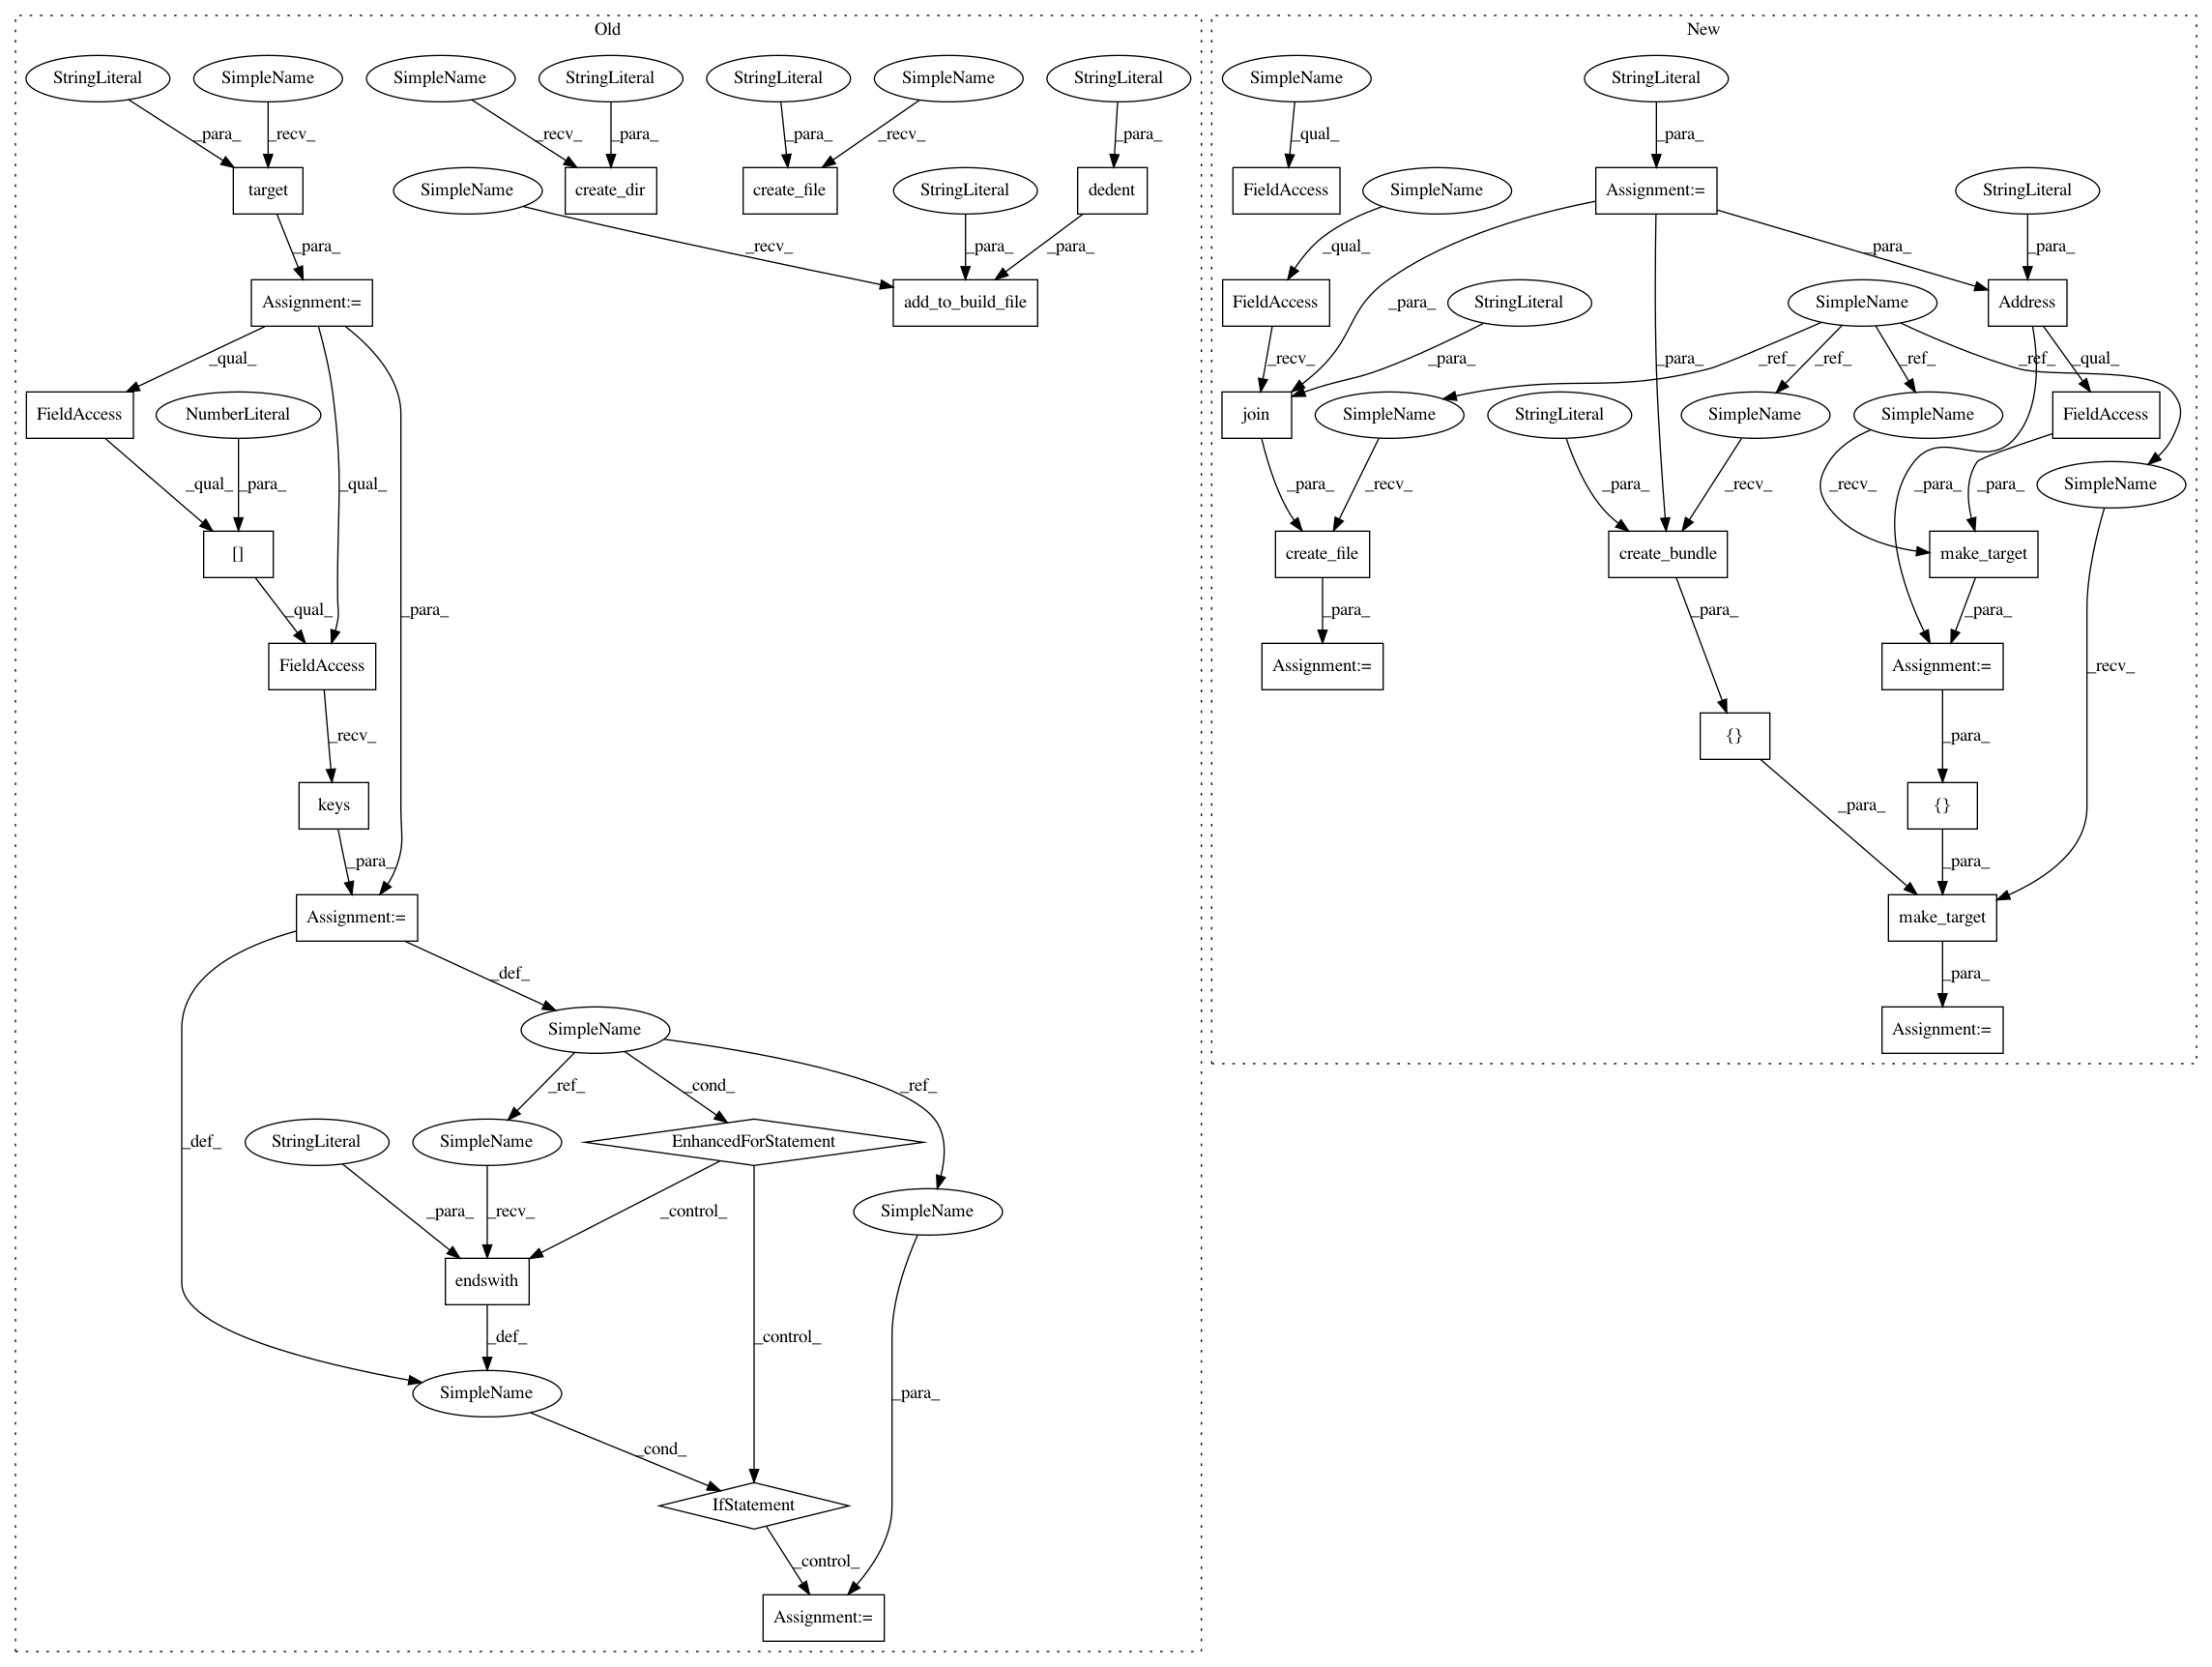 Old
New
StringLiteral
SimpleName
SimpleName
StringLiteral
StringLiteral
SimpleName
StringLiteral
SimpleName
StringLiteral
_para_
_recv_
_recv_
_para_
_para_
_recv_
_para_
_qual_
_para_
target
SimpleName
create_dir
create_file
StringLiteral
dedent
FieldAccess
SimpleName
Assignment:=
StringLiteral
_para_
_recv_
_para_
_para_
_qual_
_para_
_para_
Assignment:=
add_to_build_file
FieldAccess
StringLiteral
SimpleName
Address
_qual_
_para_
_recv_
_para_
_para_
_ref_
_ref_
_ref_
_ref_
_qual_
FieldAccess
NumberLiteral
join
SimpleName
StringLiteral
SimpleName
SimpleName
FieldAccess
_qual_
_para_
_qual_
_para_
_recv_
_para_
_recv_
_recv_
_para_
_para_
SimpleName
[]
create_file
create_bundle
make_target
_qual_
_para_
_para_
_para_
_para_
FieldAccess
Assignment:=
Assignment:=
_recv_
_recv_
_para_
{}
keys
{}
_para_
_para_
_para_
Assignment:=
make_target
_def_
_para_
SimpleName
Assignment:=
_ref_
_cond_
_ref_
_def_
StringLiteral
SimpleName
EnhancedForStatement
_para_
_recv_
_control_
SimpleName
endswith
_def_
_control_
SimpleName
_para_
_cond_
IfStatement
_control_
Assignment:=